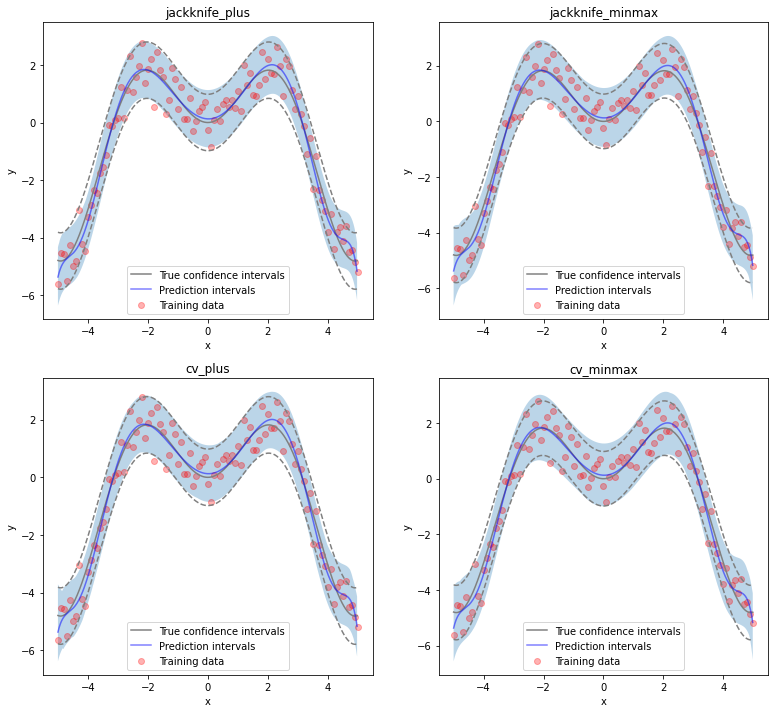 jackknife_plus
y
2
0
−2
−4
−6
True confidence intervals
Prediction intervals
Training data
−4 −2 0 2 4
x
jackknife_minmax
y
2
0
−2
−4
−6
True confidence intervals
Prediction intervals
Training data
−4 −2 0 2 4
x
cv_plus
y
2
0
−2
−4
−6
True confidence intervals
Prediction intervals
Training data
−4 −2 0 2 4
x
cv_minmax
y
2
0
−2
−4
−6
True confidence intervals
Prediction intervals
Training data
−4 −2 0 2 4
x